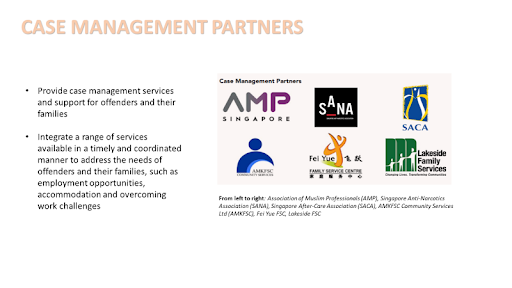 CASE MANAGEMENT PARTNERS
• Provide case management services
and support for offenders and their
families
• Integrate a range of services
available in a timely and coordinated
manner to address the needs of
offenders and their families, such as
employment opportunities,
accommodation and overcoming
work challenges
Case Management Partners
AMP
SINGAPORE
SANA
SACA
AMKFSC
COMMUNITY SERVICES
Fei Yue 飞跃
FAMILY SERVICE CENTRE
家庭服务中心
Lakeside
Family
Services
Changing Lives, Transforming Communities
From left to right: Association of Muslim Professionals (AMP), Singapore Anti-Narcotics
Association (SANA), Singapore After-Care Association (SACA), AMKFSC Community Services
Ltd (AMKFSC), Fei Yue FSC, Lakeside FSC